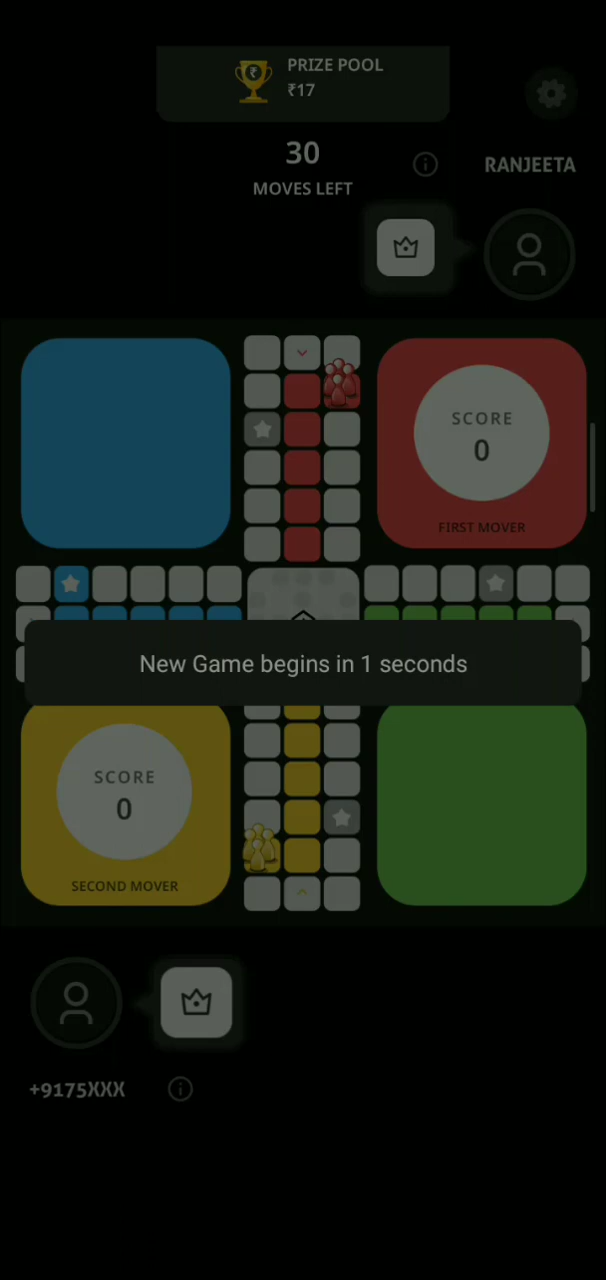 PRIZE POOL
₹17
30
MOVES LEFT
RANJEETA
SCORE
0
FIRST MOVER
New Game begins in 1 seconds
SCORE
0
SECOND MOVER
+9175XXX